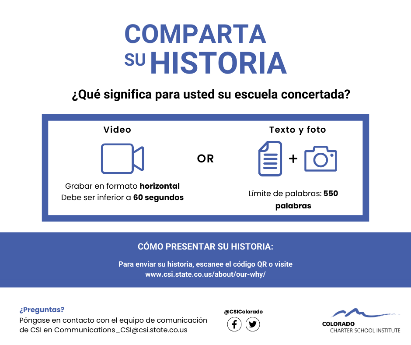 COMPARTA
SU HISTORIA
¿Qué significa para usted su escuela concertada?
Video
Grabar en formato horizontal
Debe ser inferior a 60 segundos
OR
Texto y foto
+
Límite de palabras: 550
palabras
CÓMO PRESENTAR SU HISTORIA:
Para enviar su historia, escanee el código QR o visite
www.csi.state.co.us/about/our-why/
¿Preguntas?
Póngase en contacto con el equipo de comunicación
de CSI en Communications_CSI@csi.state.co.us
@CSIColorado
COLORADO
CHARTER SCHOOL INSTITUTE